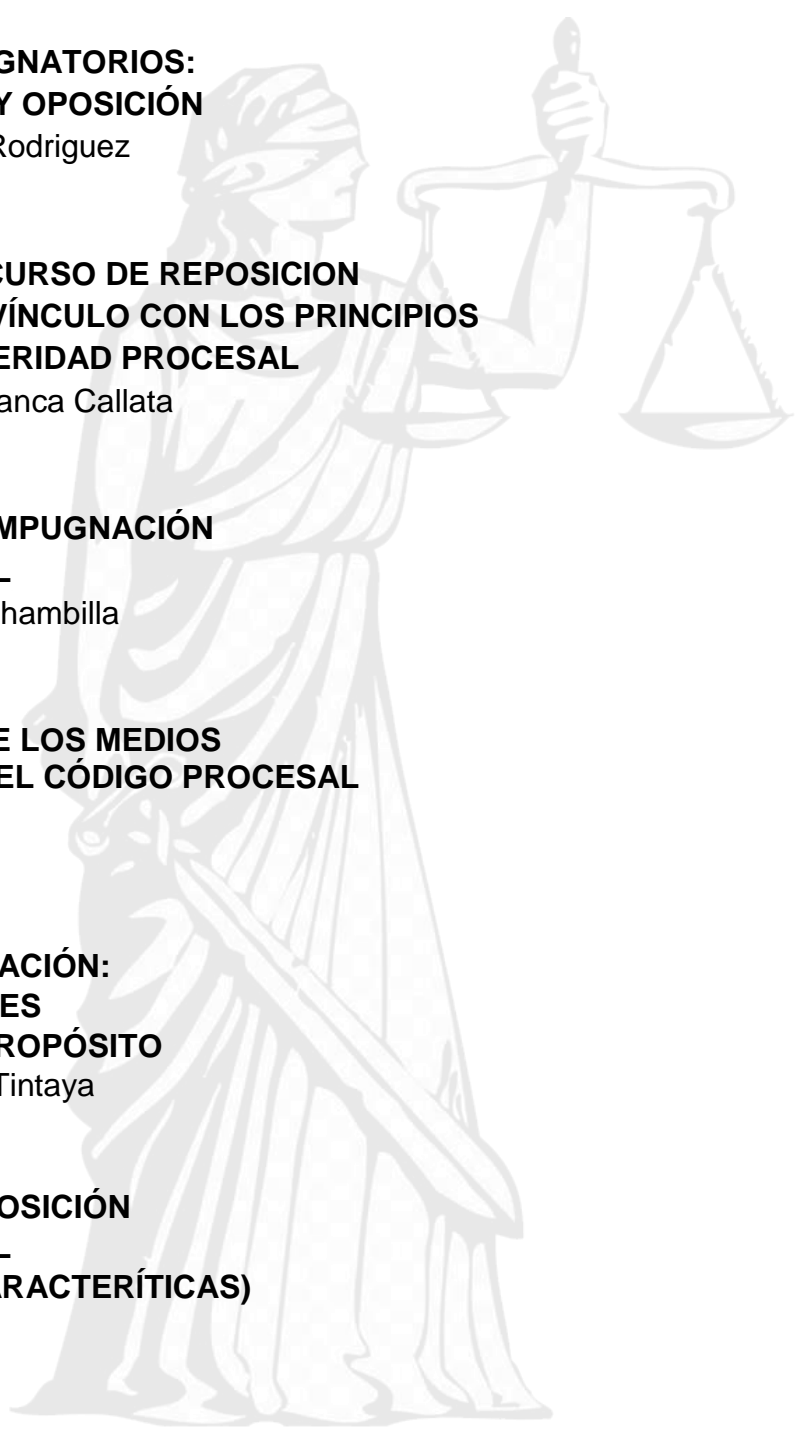 GNATORIOS:
Y OPOSICIÓN
Rodriguez
CURSO DE REPOSICION
VÍNCULO CON LOS PRINCIPIOS
ERIDAD PROCESAL
anca Callata
MPUGNACIÓN
L
hambilla
E LOS MEDIOS
EL CÓDIGO PROCESAL
ACIÓN:
ES
ROPÓSITO
Tintaya
OSICIÓN
L
ARACTERÍTICAS)